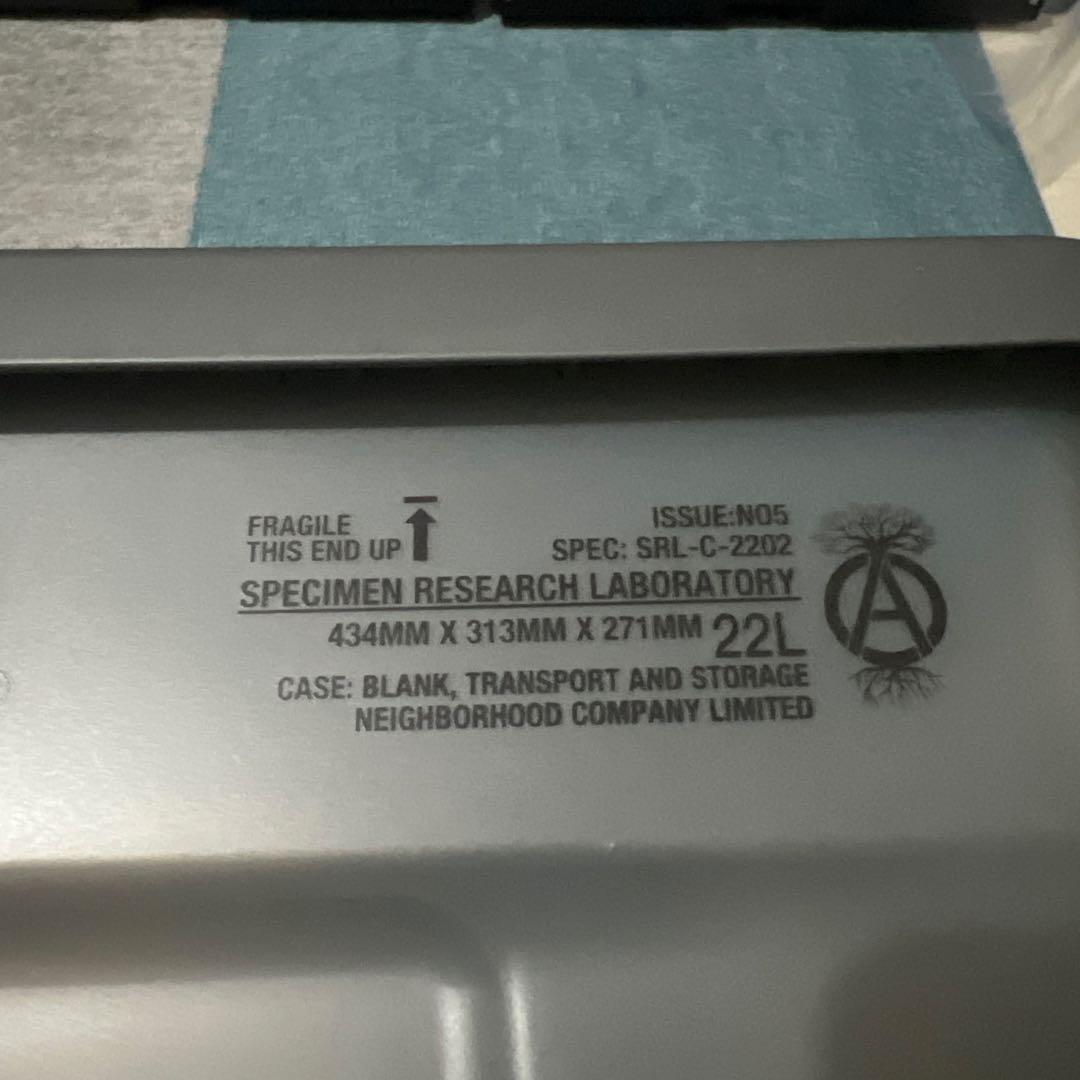 FRAGILE
THIS END UP
ISSUE:NO5
SPEC: SRL-C-2202
SPECIMEN RESEARCH LABORATORY
434MM X 313MM X 271MM 22L
CASE: BLANK, TRANSPORT AND STORAGE
NEIGHBORHOOD COMPANY LIMITED
A